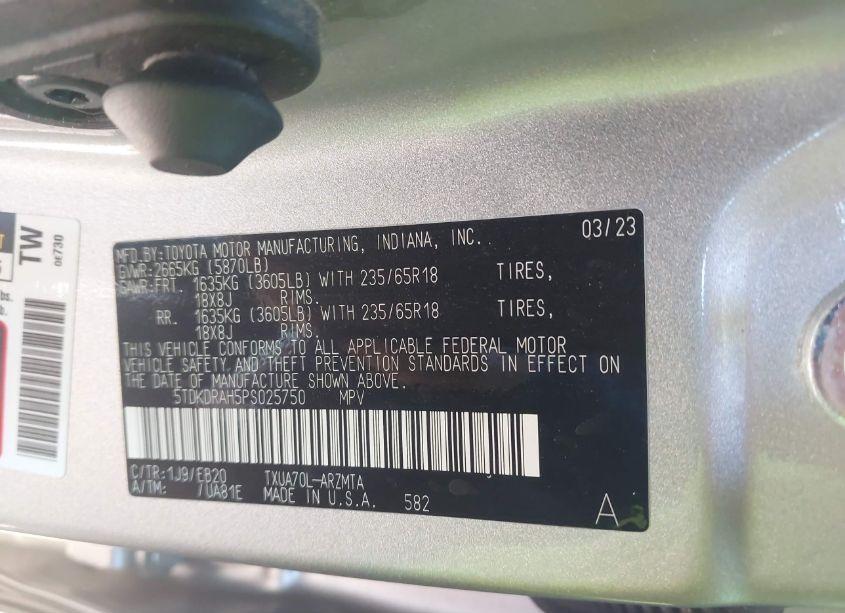 MFD.BY:TOYOTA MOTOR MANUFACTURING, INDIANA, INC. 03/23
GVWR:2665KG (5870LB)
GAWR:FRT. 1635KG (3605LB) WITH 235/65R18 TIRES,
18X8J RIMS.
RR. 1635KG (3605LB) WITH 235/65R18 TIRES,
18X8J RIMS.
THIS VEHICLE CONFORMS TO ALL APPLICABLE FEDERAL MOTOR
VEHICLE SAFETY AND THEFT PREVENTION STANDARDS IN EFFECT ON
THE DATE OF MANUFACTURE SHOWN ABOVE.
5TDKDRAH5PS025750 MPV
C/TR:1J9/EB20 TXUA70L-ARZMTA
A/TM: /UA81E MADE IN U.S.A. 582
A
TW
0E730